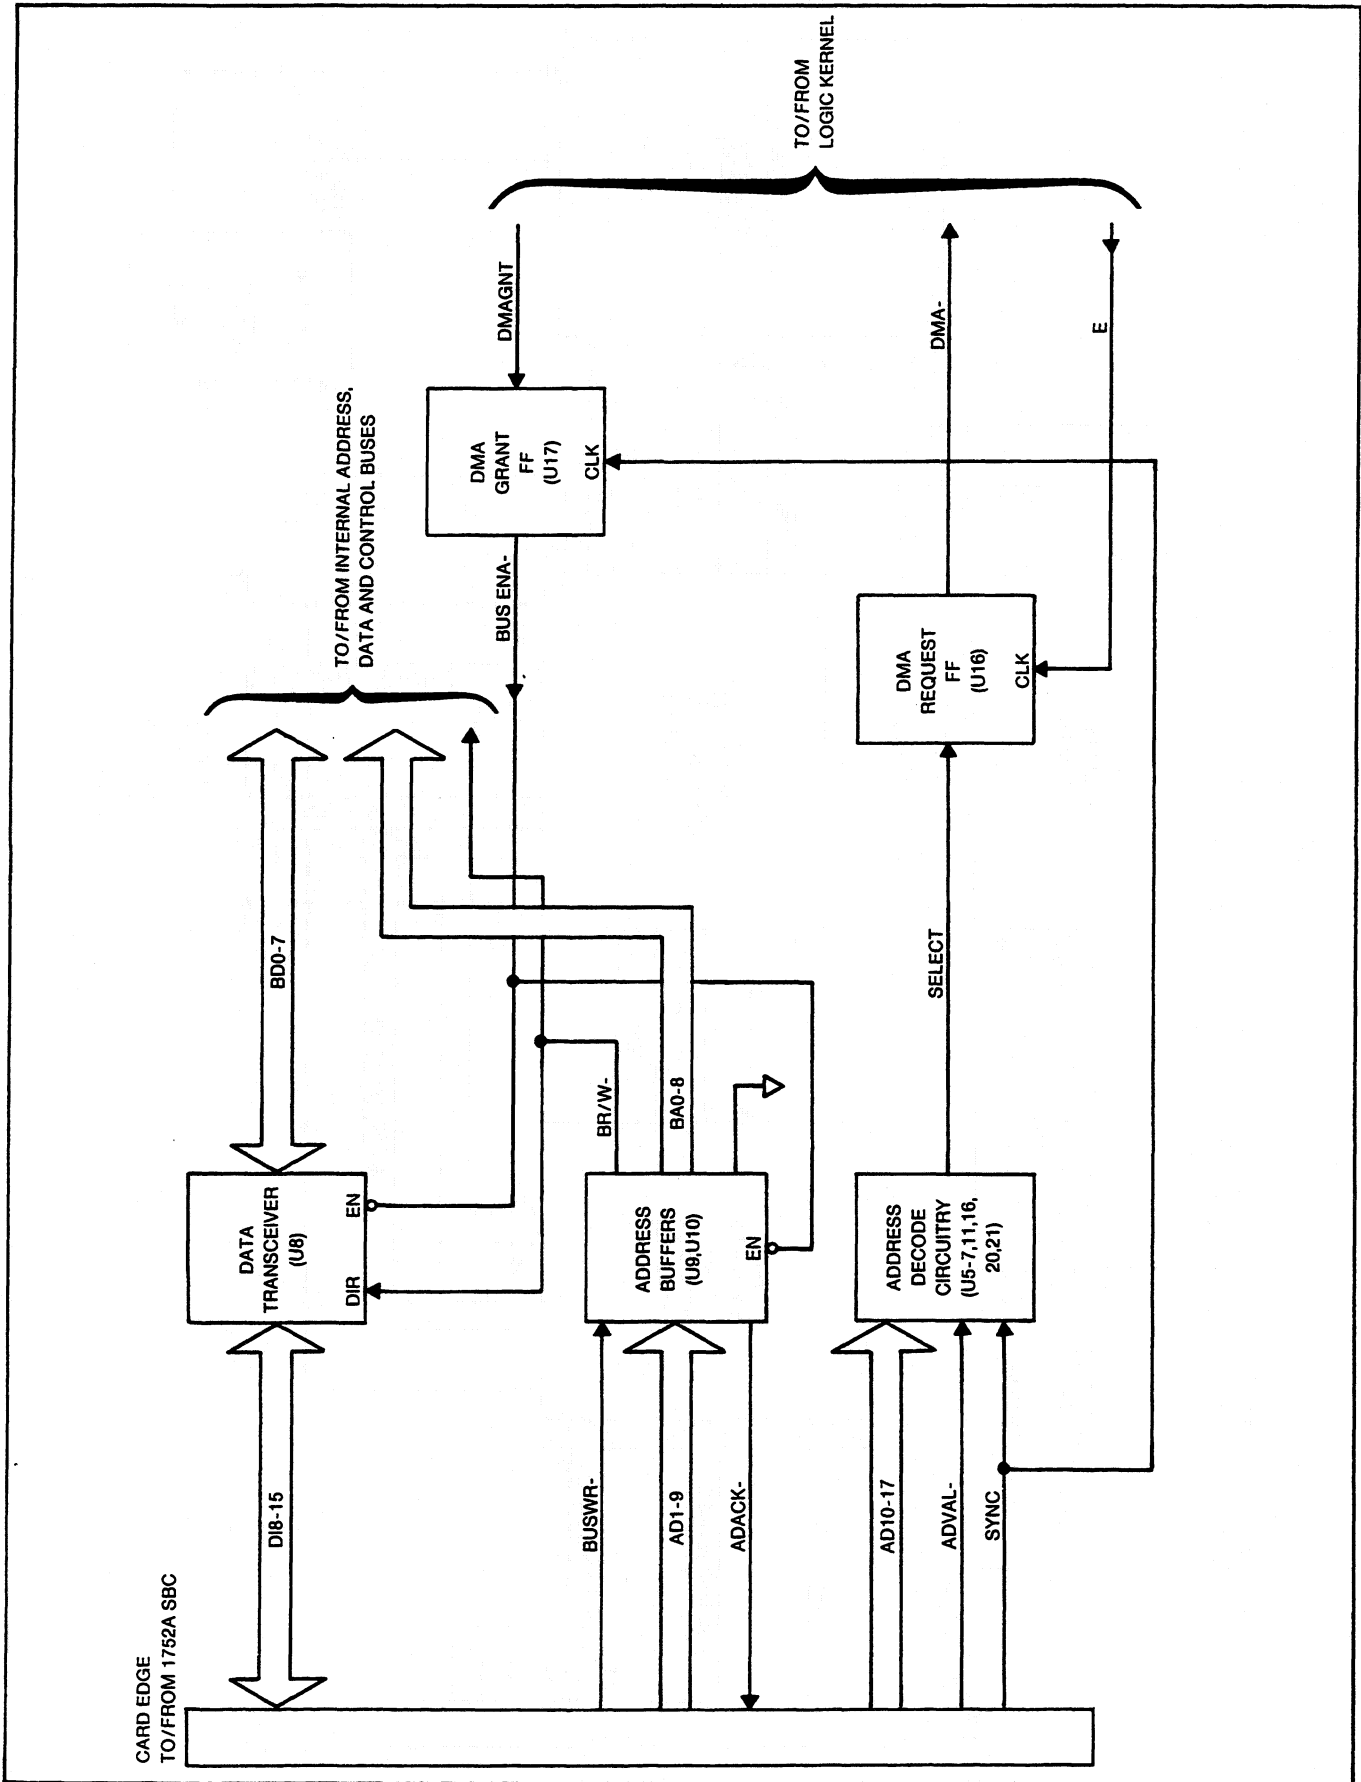 CARD EDGE
TO/FROM 1752A SBC
DI8-15
DATA
TRANSCEIVER
(U8)
DIR
EN
BD0-7
TO/FROM INTERNAL ADDRESS,
DATA AND CONTROL BUSES
BUSWR-
AD1-9
ADACK-
ADDRESS
BUFFERS
(U9,U10)
EN
BR/W-
BA0-8
BUS ENA-
DMA
GRANT
FF
(U17)
CLK
DMAGNT
TO/FROM
LOGIC KERNEL
AD10-17
ADVAL-
SYNC
ADDRESS
DECODE
CIRCUITRY
(U5-7,11,16,
20,21)
SELECT
DMA
REQUEST
FF
(U16)
CLK
DMA-
E